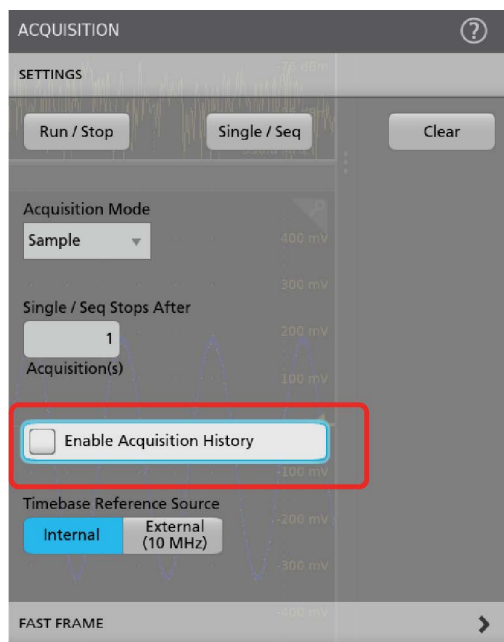 ACQUISITION
?
-76 dBm
SETTINGS
Run / Stop
Single / Seq
Clear
Acquisition Mode
Sample
400 mV
300 mV
Single / Seq Stops After
200 mV
1
Acquisition(s)
100 mV
Enable Acquisition History
-100 mV
Timebase Reference Source
-200 mV
Internal
External
(10 MHz)
-300 mV
-400 mV
FAST FRAME